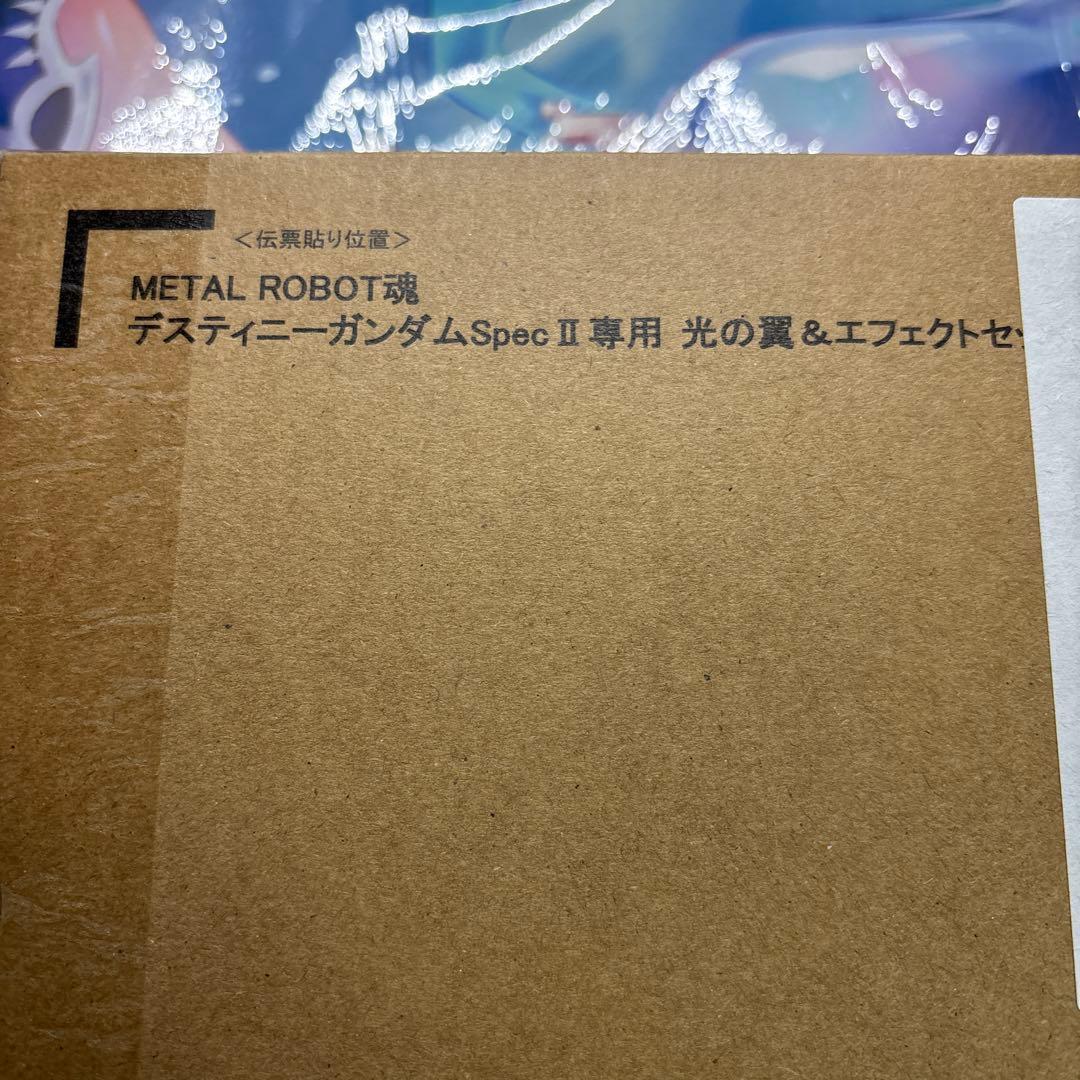 ＜伝票貼り位置＞
METAL ROBOT魂
デスティニーガンダムSpecⅡ専用 光の翼＆エフェクトセ